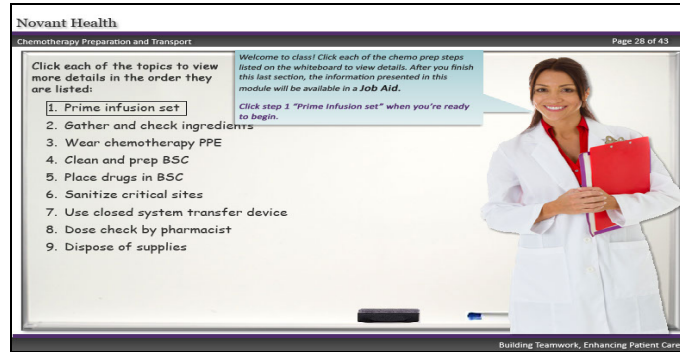 Novant Health
Chemotherapy Preparation and Transport
Page 28 of 43
Click each of the topics to view
more details in the order they
are listed:
1. Prime infusion set
2. Gather and check ingredients
3. Wear chemotherapy PPE
4. Clean and prep BSC
5. Place drugs in BSC
6. Sanitize critical sites
7. Use closed system transfer device
8. Dose check by pharmacist
9. Dispose of supplies
Welcome to class! Click each of the chemo prep steps
listed on the whiteboard to view details. After you finish
this last section, the information presented in this
module will be available in a Job Aid.
Click step 1 "Prime Infusion set" when you're ready
to begin.
Building Teamwork, Enhancing Patient Care